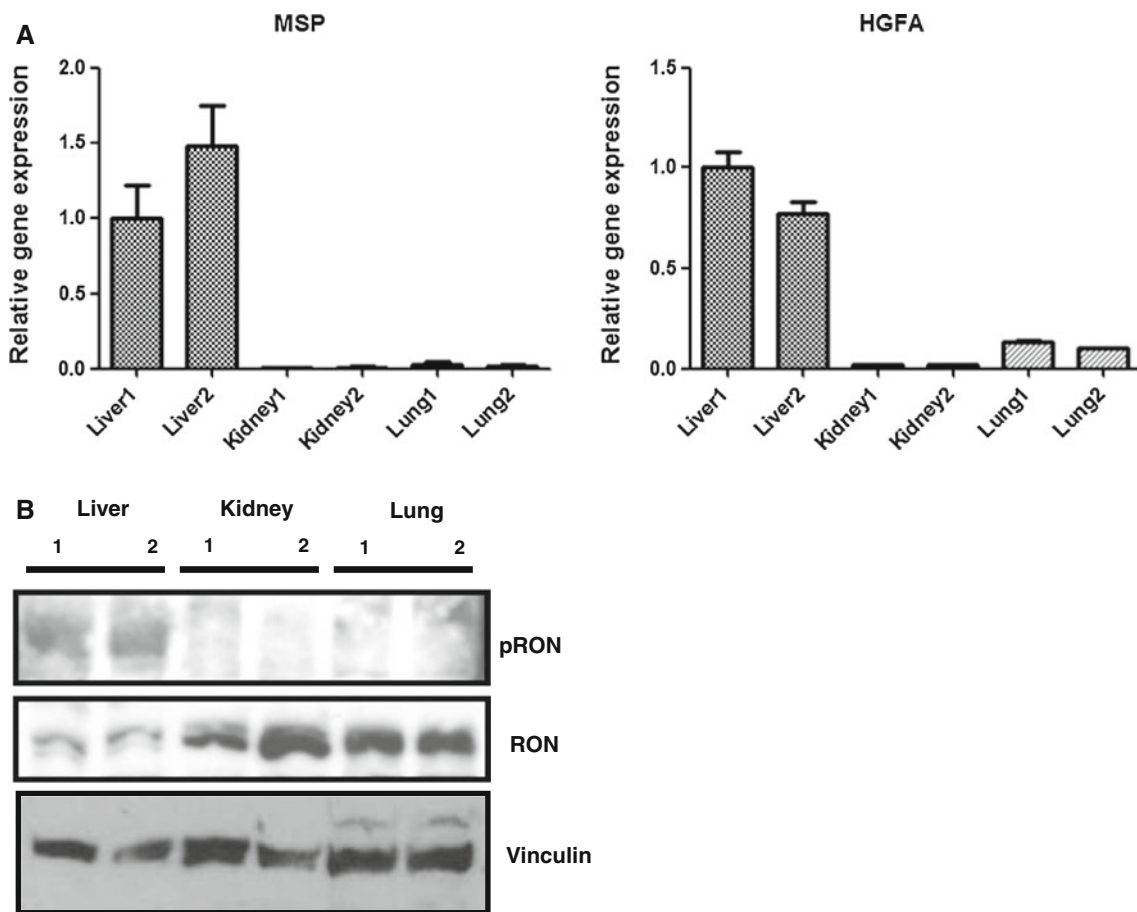 A
MSP
HGFA
Relative gene expression
2.0
1.5
1.0
0.5
0.0
Liver1
Liver2
Kidney1
Kidney2
Lung1
Lung2
Relative gene expression
1.5
1.0
0.5
0.0
Liver1
Liver2
Kidney1
Kidney2
Lung1
Lung2
B
Liver Kidney Lung
1 2 1 2 1 2
pRON
RON
Vinculin